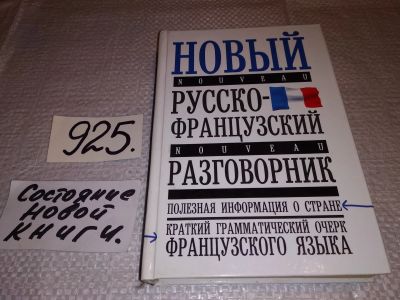 НОВЫЙ
NOUVEAU
РУССКО-
ФРАНЦУЗСКИЙ
NOUVEAU
РАЗГОВОРНИК
ПОЛЕЗНАЯ ИНФОРМАЦИЯ О СТРАНЕ
КРАТКИЙ ГРАММАТИЧЕСКИЙ ОЧЕРК
ФРАНЦУЗСКОГО ЯЗЫКА
925.
Состояние
Новой
книги.